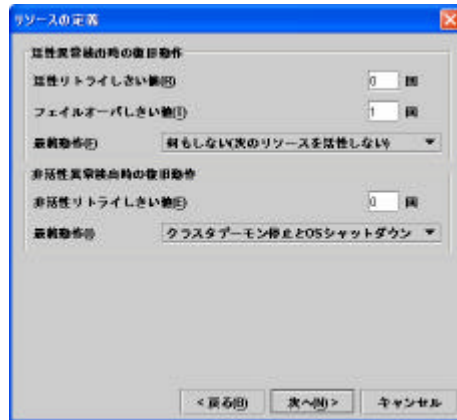 リソースの定義
活性異常検出時の復旧動作
活性リトライしきい値(R) 0 回
フェイルオーバしきい値(T) 1 回
最終動作(F) 何もしない(次のリソースを活性しない)
非活性異常検出時の復旧動作
非活性リトライしきい値(E) 0 回
最終動作(I) クラスタデーモン停止とOSシャットダウン
< 戻る(B) 次へ(N) > キャンセル